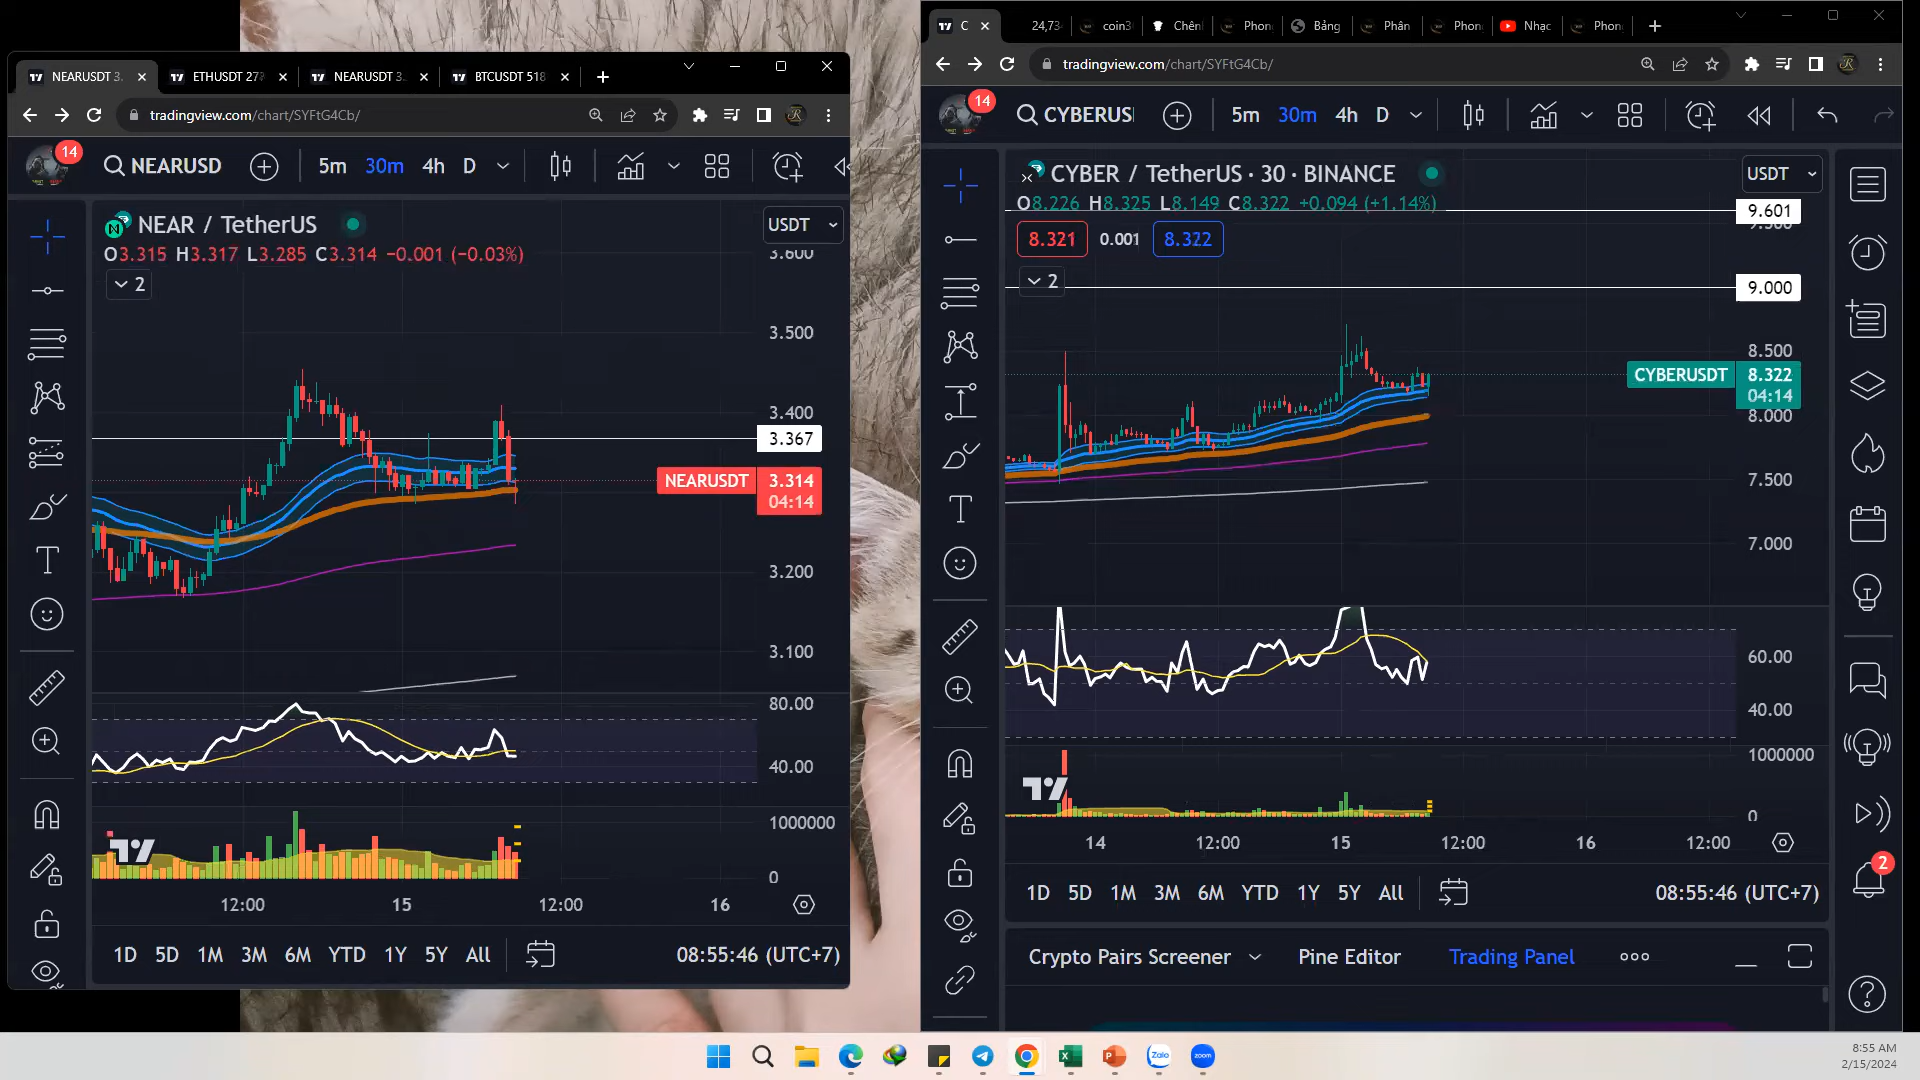 NEARUSDT 3.
ETHUSDT 27
NEARUSDT 3.
BTCUSDT 518
tradingview.com/chart/SYFtG4Cb/
14
NEARUSD
5m 30m 4h D
NEAR / TetherUS
USDT
O3.315 H3.317 L3.285 C3.314 −0.001 (−0.03%)
2
3.600
3.500
3.400
3.367
NEARUSDT 3.314
04:14
3.200
3.100
80.00
40.00
1000000
0
12:00 15 12:00 16
1D 5D 1M 3M 6M YTD 1Y 5Y All
08:55:46 (UTC+7)
C
24,73
coin3
Chên
Phon
Bảng
Phân
Phon
Nhạc
Phon
tradingview.com/chart/SYFtG4Cb/
14
CYBERUS
5m 30m 4h D
CYBER / TetherUS · 30 · BINANCE
USDT
O8.226 H8.325 L8.149 C8.322 +0.094 (+1.14%)
9.601
8.321 0.001 8.322
2
9.000
8.500
CYBERUSDT 8.322
04:14
8.000
7.500
7.000
60.00
40.00
1000000
0
14 12:00 15 12:00 16 12:00
2
1D 5D 1M 3M 6M YTD 1Y 5Y All
08:55:46 (UTC+7)
Crypto Pairs Screener
Pine Editor
Trading Panel
Zalo
zoom
8:55 AM
2/15/2024